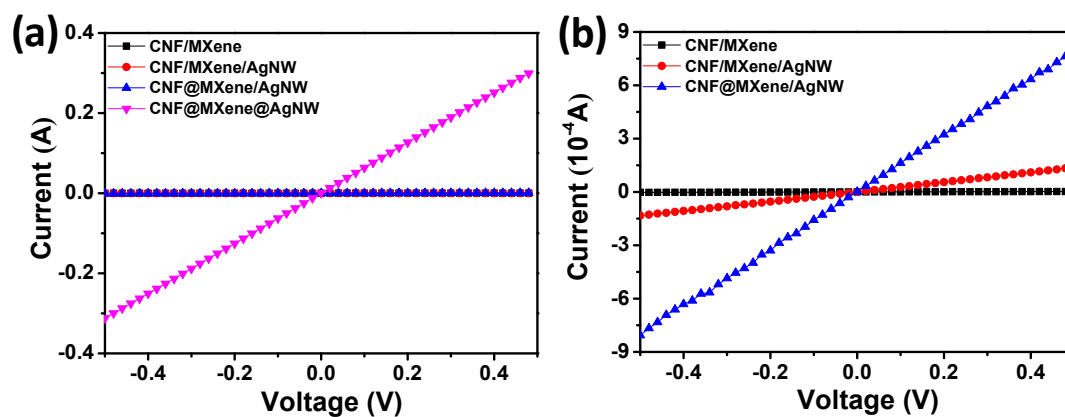 (a)
CNF/MXene
CNF/MXene/AgNW
CNF@MXene/AgNW
CNF@MXene@AgNW
Current (A)
0.4
0.2
0.0
-0.2
-0.4
-0.4 -0.2 0.0 0.2 0.4
Voltage (V)
(b)
CNF/MXene
CNF/MXene/AgNW
CNF@MXene/AgNW
Current (10⁻⁴A)
9
6
3
0
-3
-6
-9
-0.4 -0.2 0.0 0.2 0.4
Voltage (V)